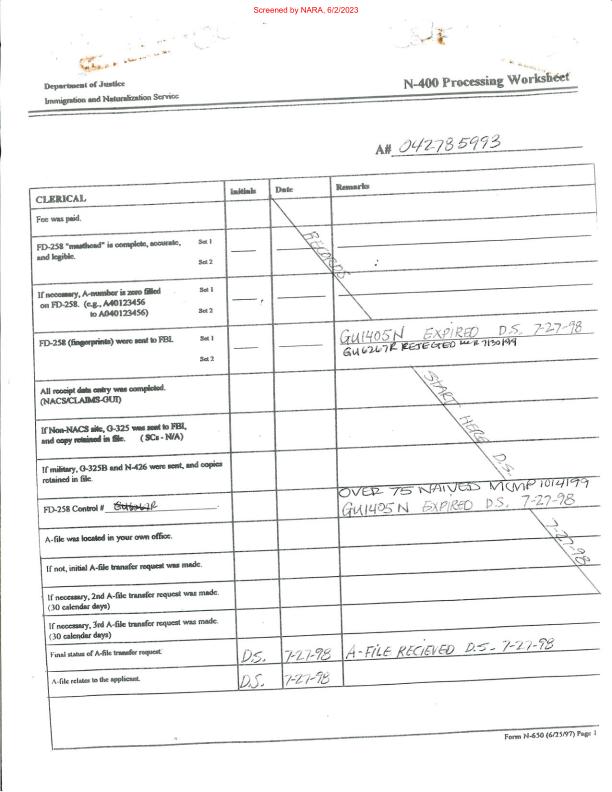 Screened by NARA, 6/2/2023
Department of Justice
Immigration and Naturalization Service
N-400 Processing Worksheet
A# 042785993
CLERICAL Initials Date Remarks
Fee was paid.
RECORDS
FD-258 "masthead" is complete, accurate, Set 1
and legible. Set 2
If necessary, A-number is zero filled Set 1
on FD-258. (e.g., A40123456 Set 2
to A040123456)
FD-258 (fingerprints) were sent to FBI. Set 1 GU1405N EXPIRED D.S. 7-27-98
GU6267R REJECTED 7/30/99
Set 2
All receipt data entry was completed.
(NACS/CLAIMS-GUI)
START HERE D.S.
7-27-98
If Non-NACS site, G-325 was sent to FBI,
and copy retained in file. (SCs - N/A)
If military, G-325B and N-426 were sent, and copies
retained in file.
OVER 75 WAIVED MCMP 10/4/99
FD-258 Control # GU6267R GU1405N EXPIRED D.S. 7-27-98
A-file was located in your own office.
If not, initial A-file transfer request was made.
If necessary, 2nd A-file transfer request was made.
(30 calendar days)
If necessary, 3rd A-file transfer request was made.
(30 calendar days)
Final status of A-file transfer request. D.S. 7-27-98 A-FILE RECIEVED D.S. 7-27-98
A-file relates to the applicant. D.S. 7-27-98
Form N-650 (6/25/97) Page 1